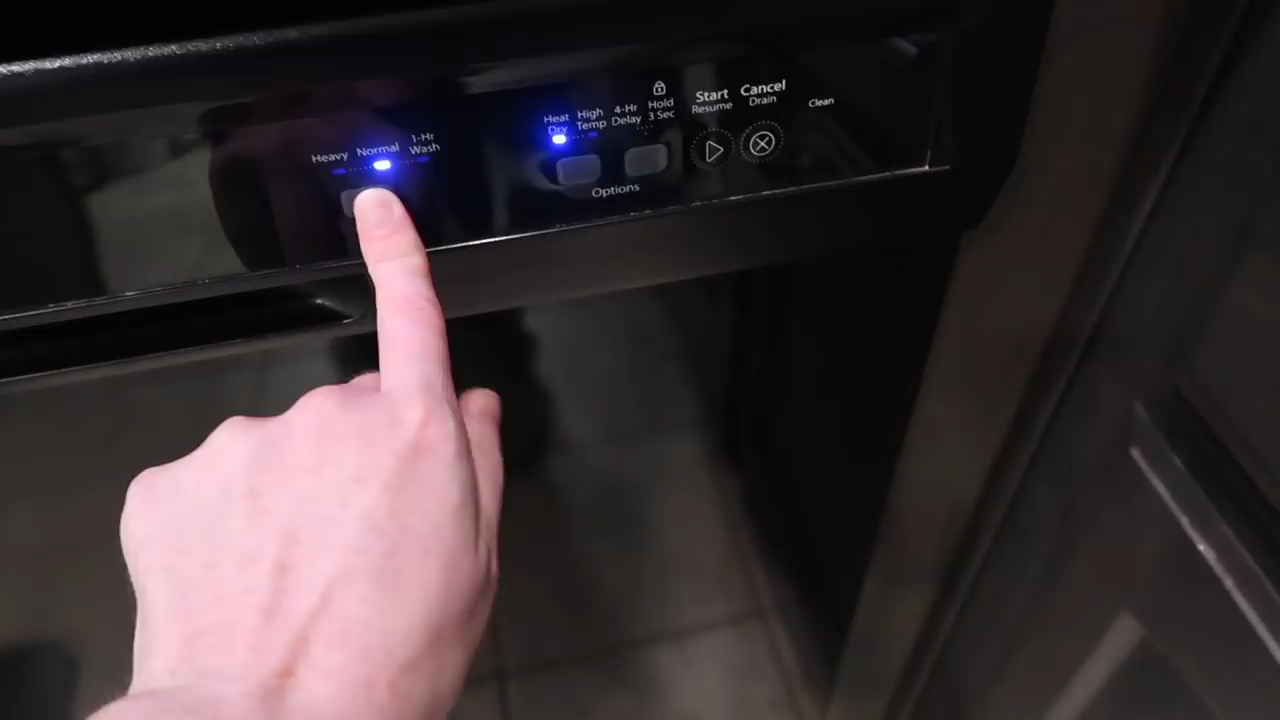 Heavy Normal 1-Hr
Wash
Heat
Dry
High
Temp
4-Hr
Delay
Hold
3 Sec
Options
Start
Resume
Cancel
Drain
Clean